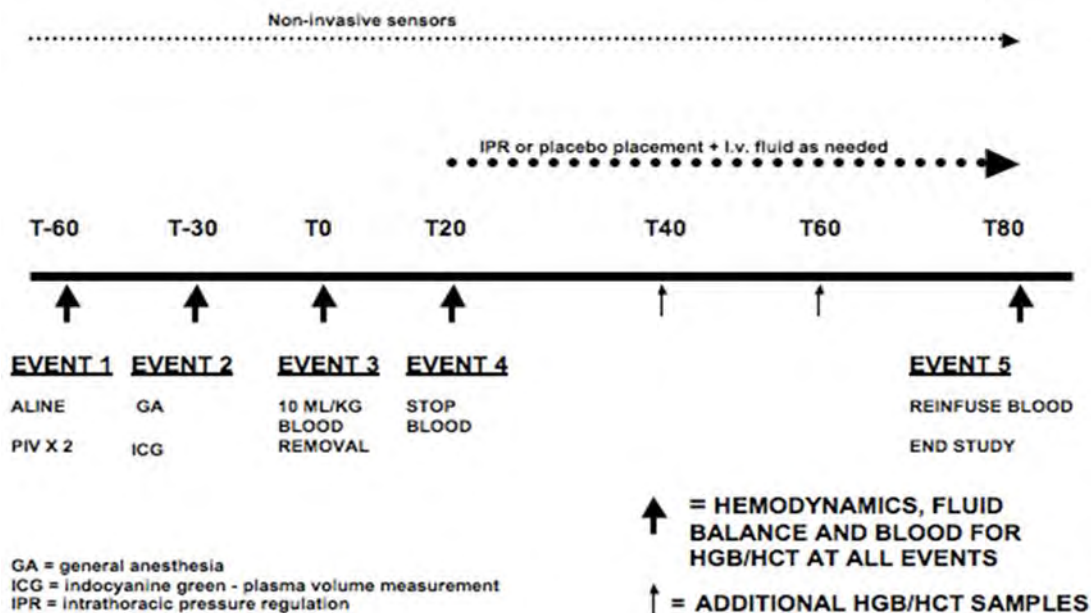 Non-invasive sensors
IPR or placebo placement + I.v. fluid as needed
T-60 T-30 T0 T20 T40 T60 T80
EVENT 1 EVENT 2 EVENT 3 EVENT 4 EVENT 5
ALINE GA 10 ML/KG STOP REINFUSE BLOOD
BLOOD BLOOD
PIV X 2 ICG REMOVAL END STUDY
= HEMODYNAMICS, FLUID
BALANCE AND BLOOD FOR
HGB/HCT AT ALL EVENTS
GA = general anesthesia
ICG = indocyanine green - plasma volume measurement
IPR = intrathoracic pressure regulation
= ADDITIONAL HGB/HCT SAMPLES